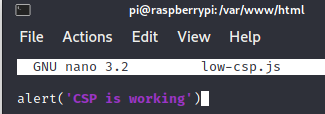 pi@raspberrypi:/var/www/html
File Actions Edit View Help
GNU nano 3.2 low-csp.js
alert('CSP is working')